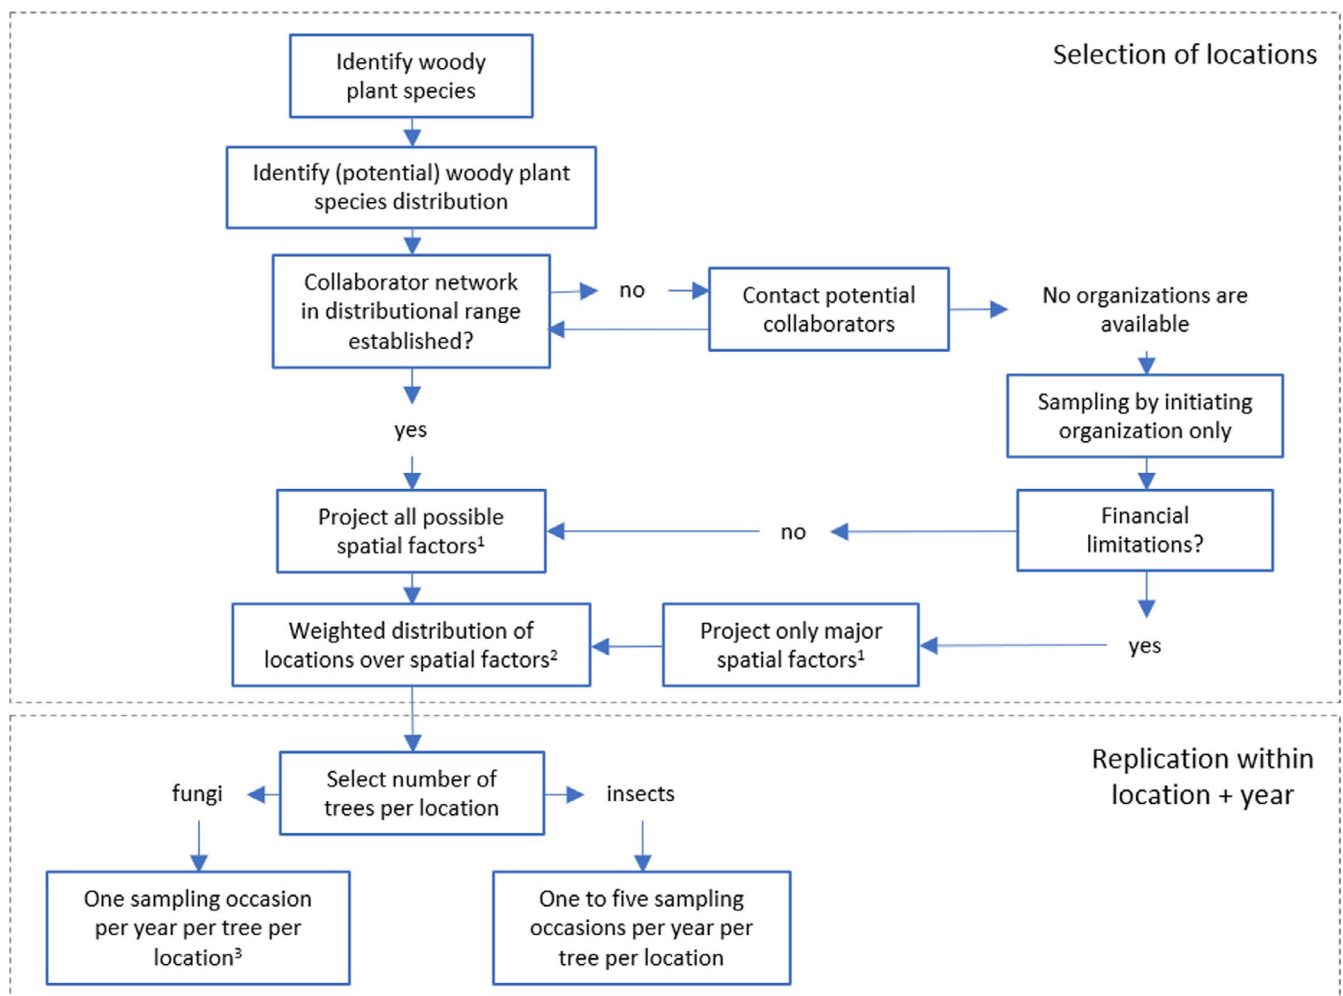 Selection of locations
Identify woody
plant species
Identify (potential) woody plant
species distribution
Collaborator network
in distributional range
established?
no
Contact potential
collaborators
No organizations are
available
Sampling by initiating
organization only
yes
Project all possible
spatial factors¹
no
Financial
limitations?
Weighted distribution of
locations over spatial factors²
Project only major
spatial factors¹
yes
Replication within
location + year
Select number of
trees per location
fungi
insects
One sampling occasion
per year per tree per
location³
One to five sampling
occasions per year per
tree per location